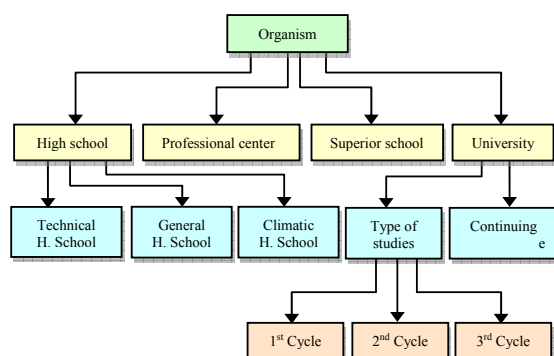 Organism
High school
Professional center
Superior school
University
Technical
H. School
General
H. School
Climatic
H. School
Type of
studies
Continuing
e
1st Cycle
2nd Cycle
3rd Cycle